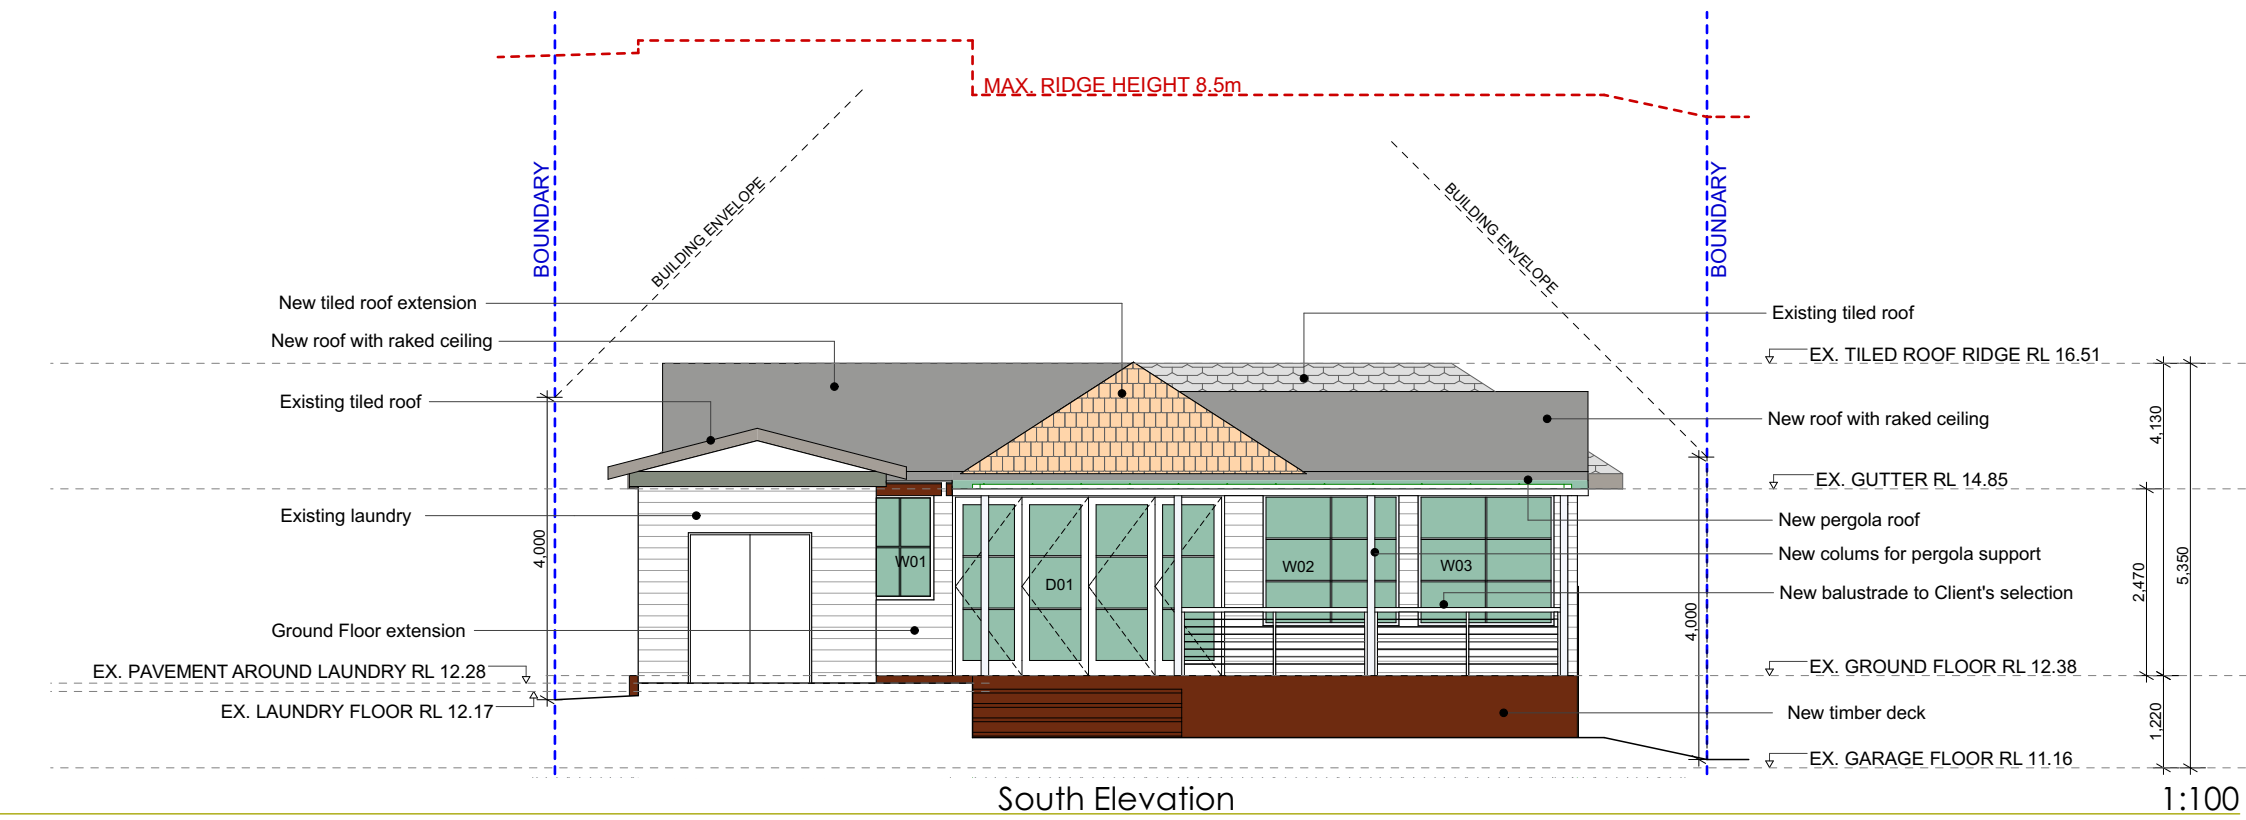 MAX. RIDGE HEIGHT 8.5m
BOUNDARY
BUILDING ENVELOPE
BUILDING ENVELOPE
BOUNDARY
New tiled roof extension
New roof with raked ceiling
Existing tiled roof
Existing laundry
4,000
Ground Floor extension
EX. PAVEMENT AROUND LAUNDRY RL 12.28
EX. LAUNDRY FLOOR RL 12.17
W01
D01
W02
W03
Existing tiled roof
EX. TILED ROOF RIDGE RL 16.51
New roof with raked ceiling
EX. GUTTER RL 14.85
New pergola roof
New colums for pergola support
New balustrade to Client's selection
4,000
EX. GROUND FLOOR RL 12.38
New timber deck
EX. GARAGE FLOOR RL 11.16
4,130
2,470
5,350
1,220
South Elevation
1:100